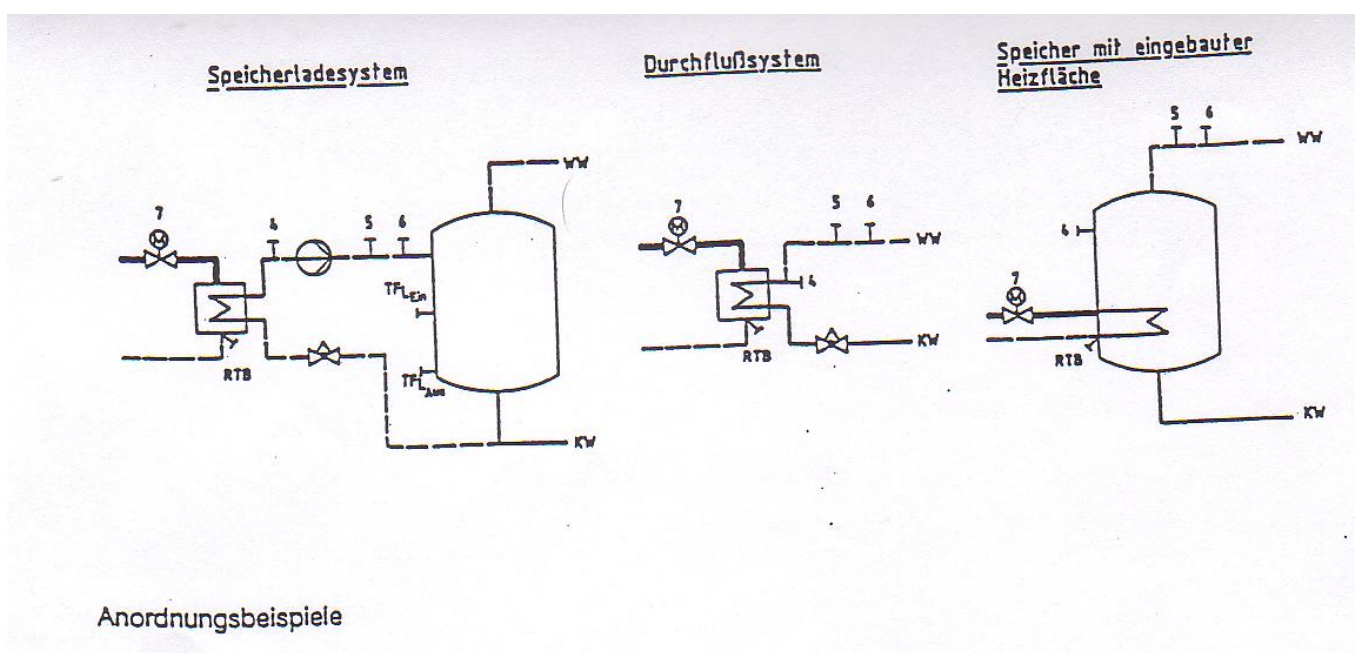 Speicherladesystem
Durchflußsystem
Speicher mit eingebauter
Heizfläche
7
4
5
6
WW
TFL Ein
RTB
TFL Aus
KW
7
5
6
WW
4
RTB
KW
5
6
WW
4
7
RTB
KW
Anordnungsbeispiele